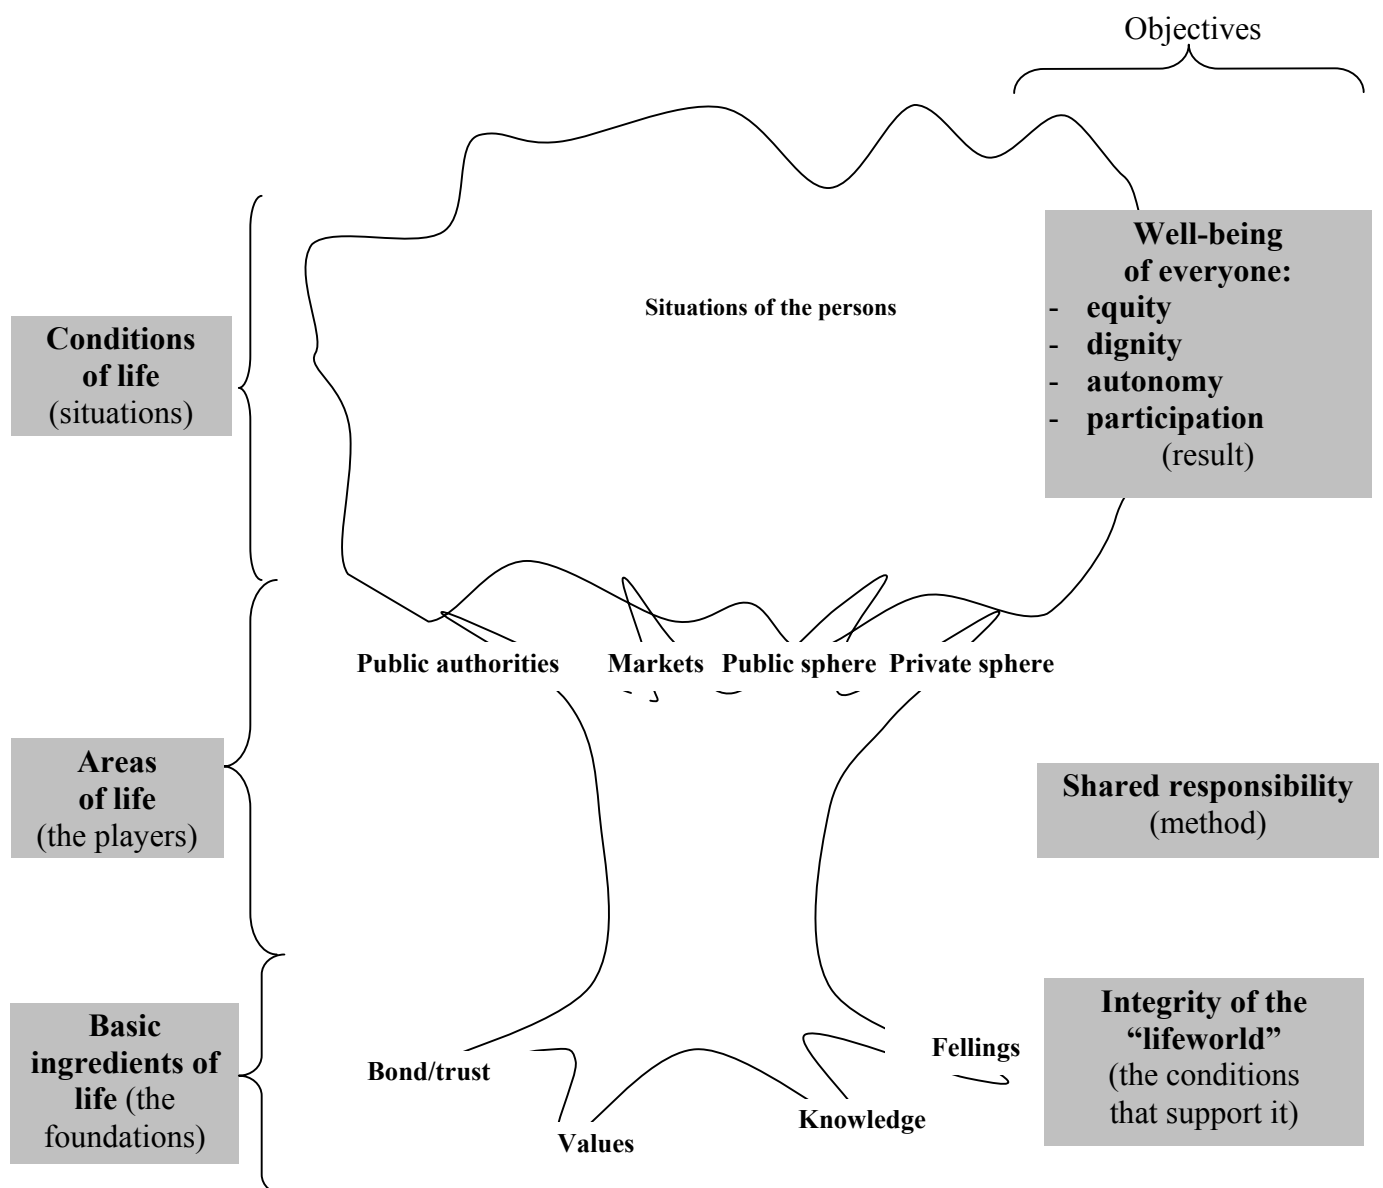 Objectives
Well-being
of everyone:
- equity
- dignity
- autonomy
- participation
(result)
Situations of the persons
Conditions
of life
(situations)
Public authorities Markets Public sphere Private sphere
Areas
of life
(the players)
Shared responsibility
(method)
Basic
ingredients of
life (the
foundations)
Bond/trust
Values
Knowledge
Fellings
Integrity of the
“lifeworld”
(the conditions
that support it)